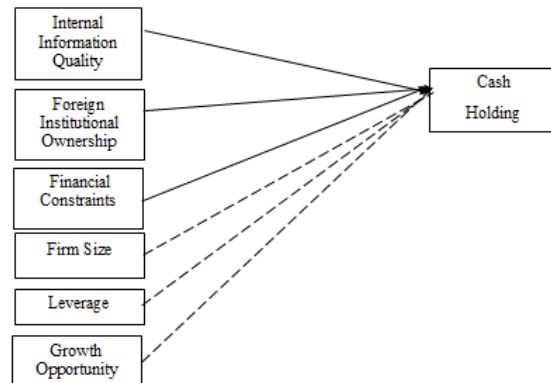 Internal
Information
Quality
Foreign
Institutional
Ownership
Financial
Constraints
Firm Size
Leverage
Growth
Opportunity
Cash
Holding